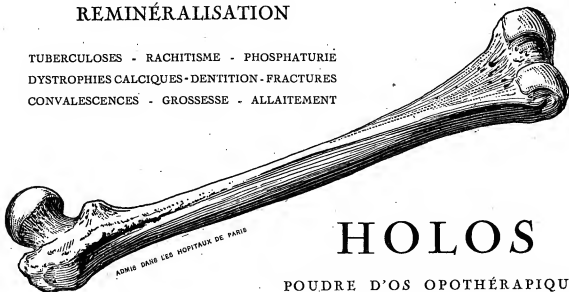 REMINÉRALISATION
TUBERCULOSES - RACHITISME - PHOSPHATURIE
DYSTROPHIES CALCIQUES - DENTITION - FRACTURES
CONVALESCENCES - GROSSESSE - ALLAITEMENT
ADMIS DANS LES HOPITAUX DE PARIS
HOLOS
POUDRE D'OS OPOTHÉRAPIQU